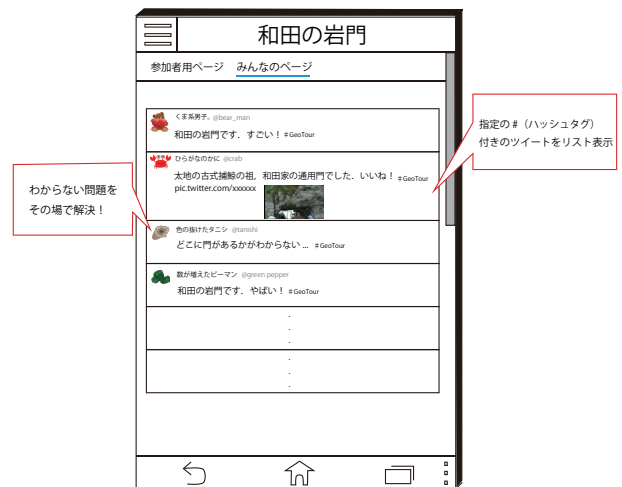 和田の岩門
参加者用ページ みんなのページ
くま系男子。@bear_man
和田の岩門です．すごい！ #GeoTour
ひらがなのかに @crab
太地の古式捕鯨の祖，和田家の通用門でした．いいね！ #GeoTour
pic.twitter.com/xxxxxx
色の抜けたタニシ @tanishi
どこに門があるかがわからない ... #GeoTour
数が増えたピーマン @green pepper
和田の岩門です．やばい！ #GeoTour
.
.
.
.
.
.
わからない問題を
その場で解決！
指定の #（ハッシュタグ）
付きのツイートをリスト表示